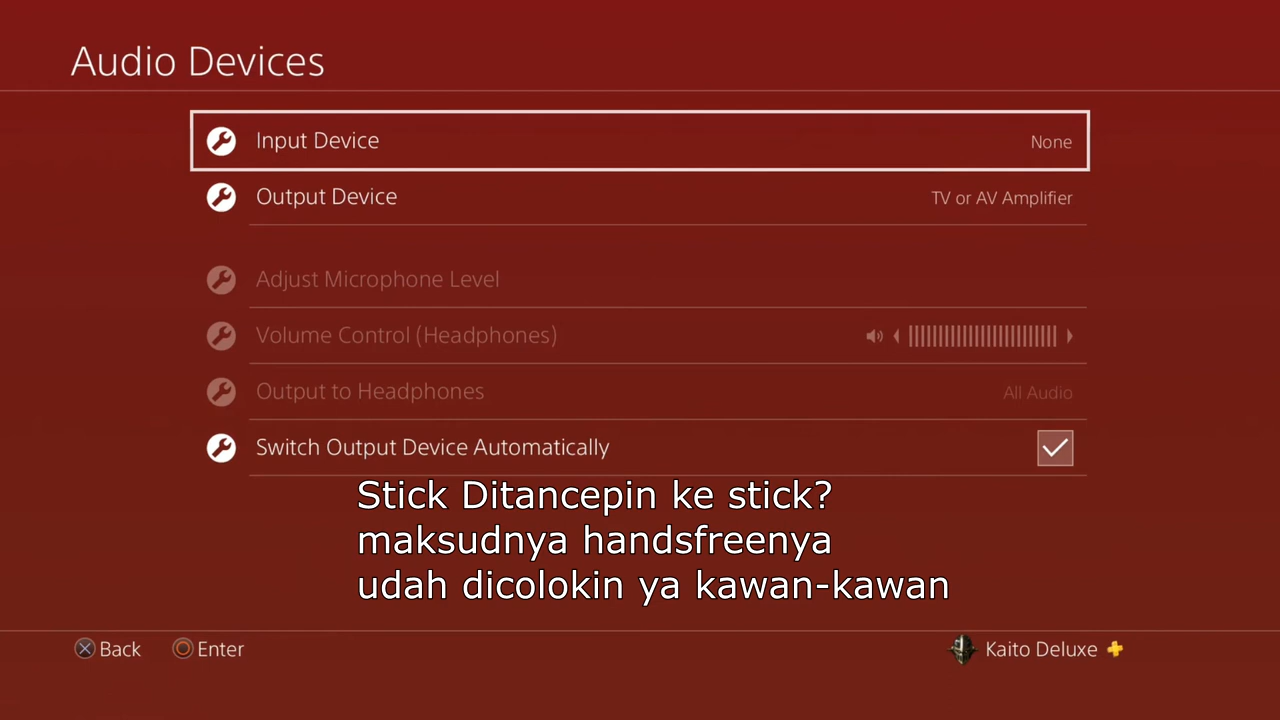 Audio Devices
Input Device None
Output Device TV or AV Amplifier
Adjust Microphone Level
Volume Control (Headphones)
Output to Headphones All Audio
Switch Output Device Automatically
Stick Ditancepin ke stick?
maksudnya handsfreenya
udah dicolokin ya kawan-kawan
Back Enter Kaito Deluxe